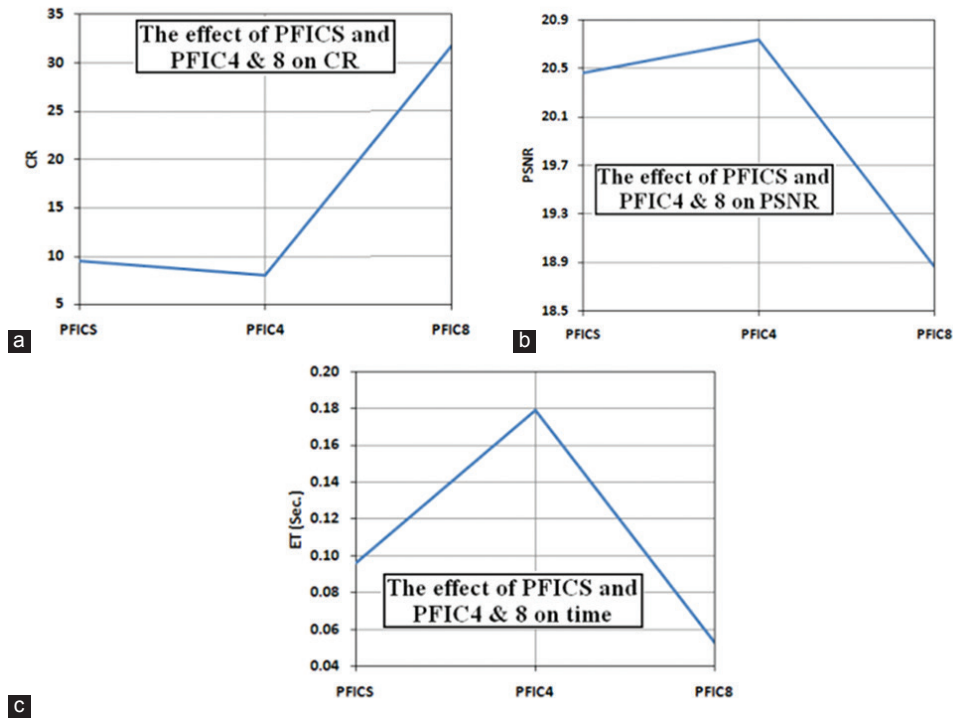 35
30
25
20
15
10
5
CR
The effect of PFICS and
PFIC4 & 8 on CR
PFICS PFIC4 PFIC8
a
20.9
20.5
20.1
19.7
19.3
18.9
18.5
PSNR
The effect of PFICS and
PFIC4 & 8 on PSNR
PFICS PFIC4 PFIC8
b
0.20
0.18
0.16
0.14
0.12
0.10
0.08
0.06
0.04
ET (Sec.)
The effect of PFICS and
PFIC4 & 8 on time
PFICS PFIC4 PFIC8
c